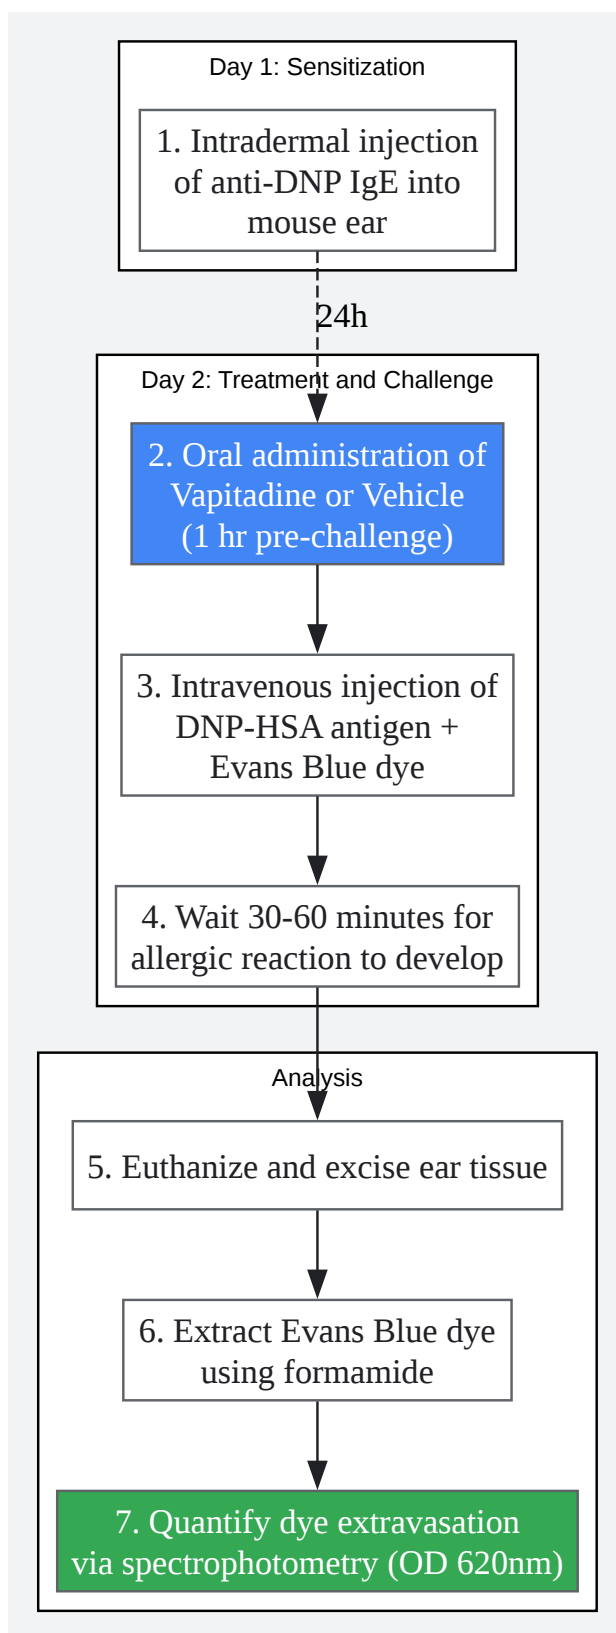 Day 1: Sensitization
1. Intradermal injection
of anti-DNP IgE into
mouse ear
24h
Day 2: Treatment and Challenge
2. Oral administration of
Vapitadine or Vehicle
(1 hr pre-challenge)
3. Intravenous injection of
DNP-HSA antigen +
Evans Blue dye
4. Wait 30-60 minutes for
allergic reaction to develop
Analysis
5. Euthanize and excise ear tissue
6. Extract Evans Blue dye
using formamide
7. Quantify dye extravasation
via spectrophotometry (OD 620nm)